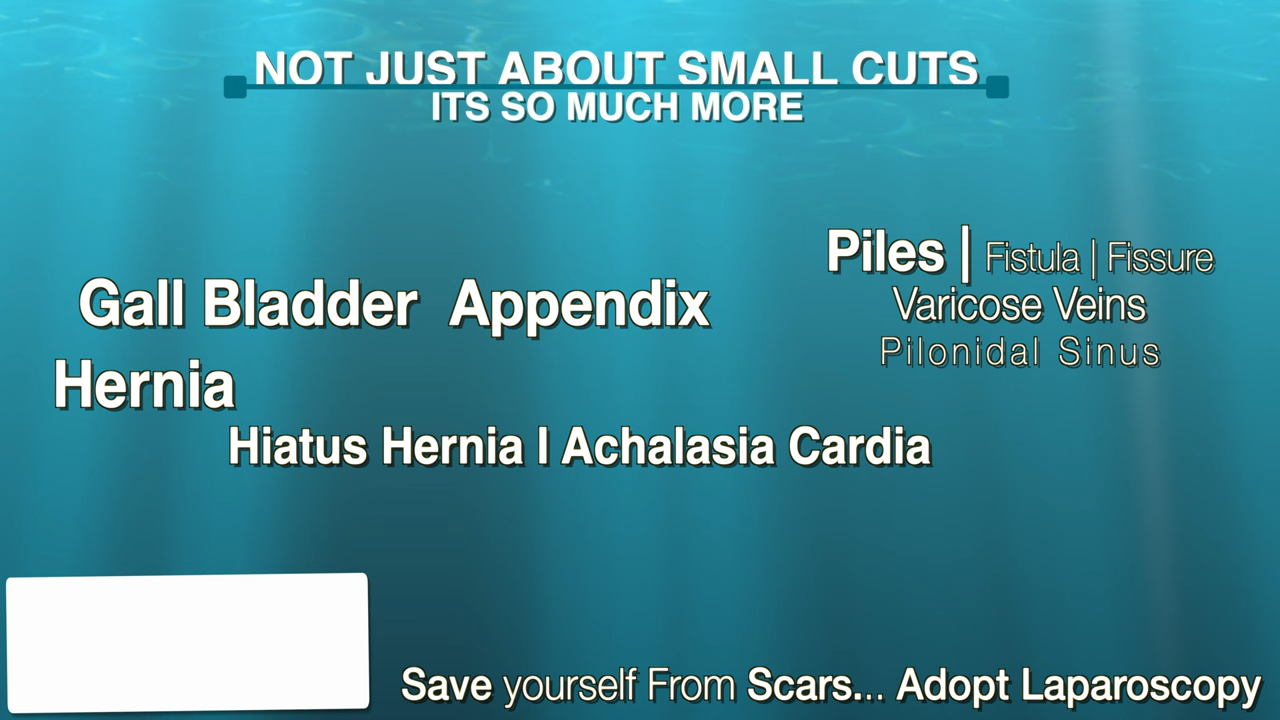 NOT JUST ABOUT SMALL CUTS
ITS SO MUCH MORE
Piles | Fistula | Fissure
Varicose Veins
Pilonidal Sinus
Gall Bladder Appendix
Hernia
Hiatus Hernia I Achalasia Cardia
Save yourself From Scars... Adopt Laparoscopy